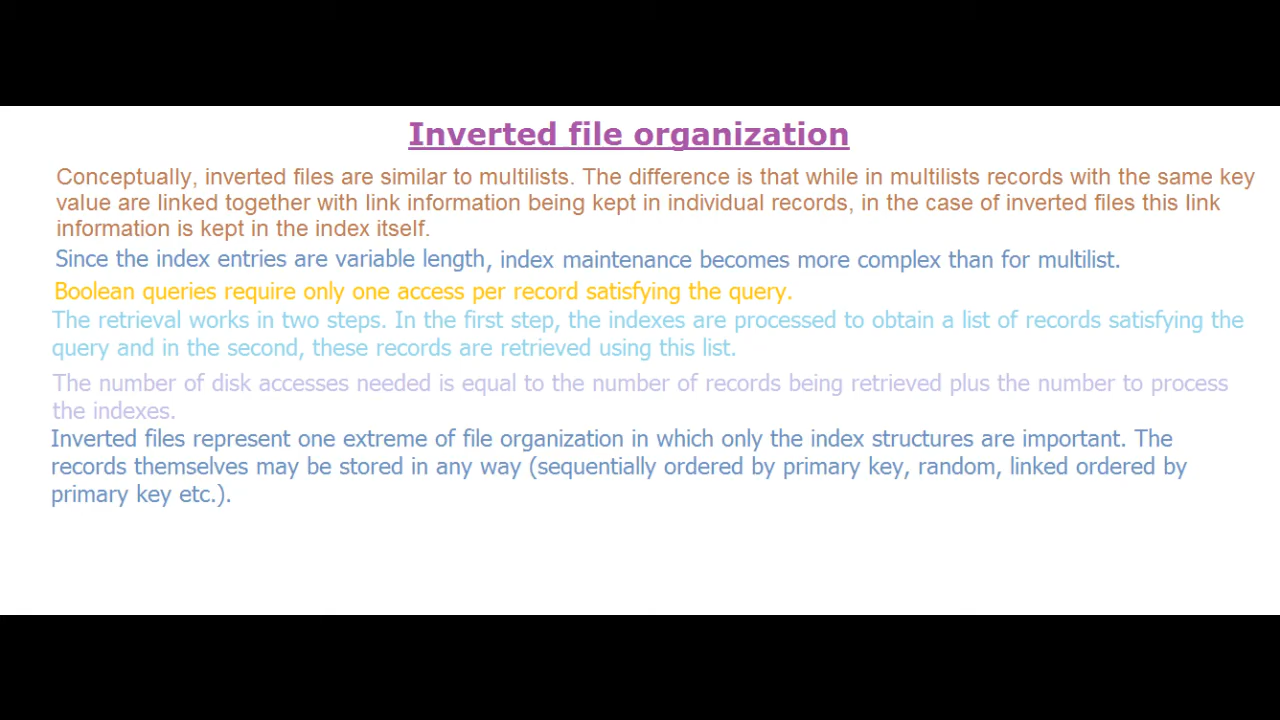 Inverted file organization
Conceptually, inverted files are similar to multilists. The difference is that while in multilists records with the same key
value are linked together with link information being kept in individual records, in the case of inverted files this link
information is kept in the index itself.
Since the index entries are variable length, index maintenance becomes more complex than for multilist.
Boolean queries require only one access per record satisfying the query.
The retrieval works in two steps. In the first step, the indexes are processed to obtain a list of records satisfying the
query and in the second, these records are retrieved using this list.
The number of disk accesses needed is equal to the number of records being retrieved plus the number to process
the indexes.
Inverted files represent one extreme of file organization in which only the index structures are important. The
records themselves may be stored in any way (sequentially ordered by primary key, random, linked ordered by
primary key etc.).